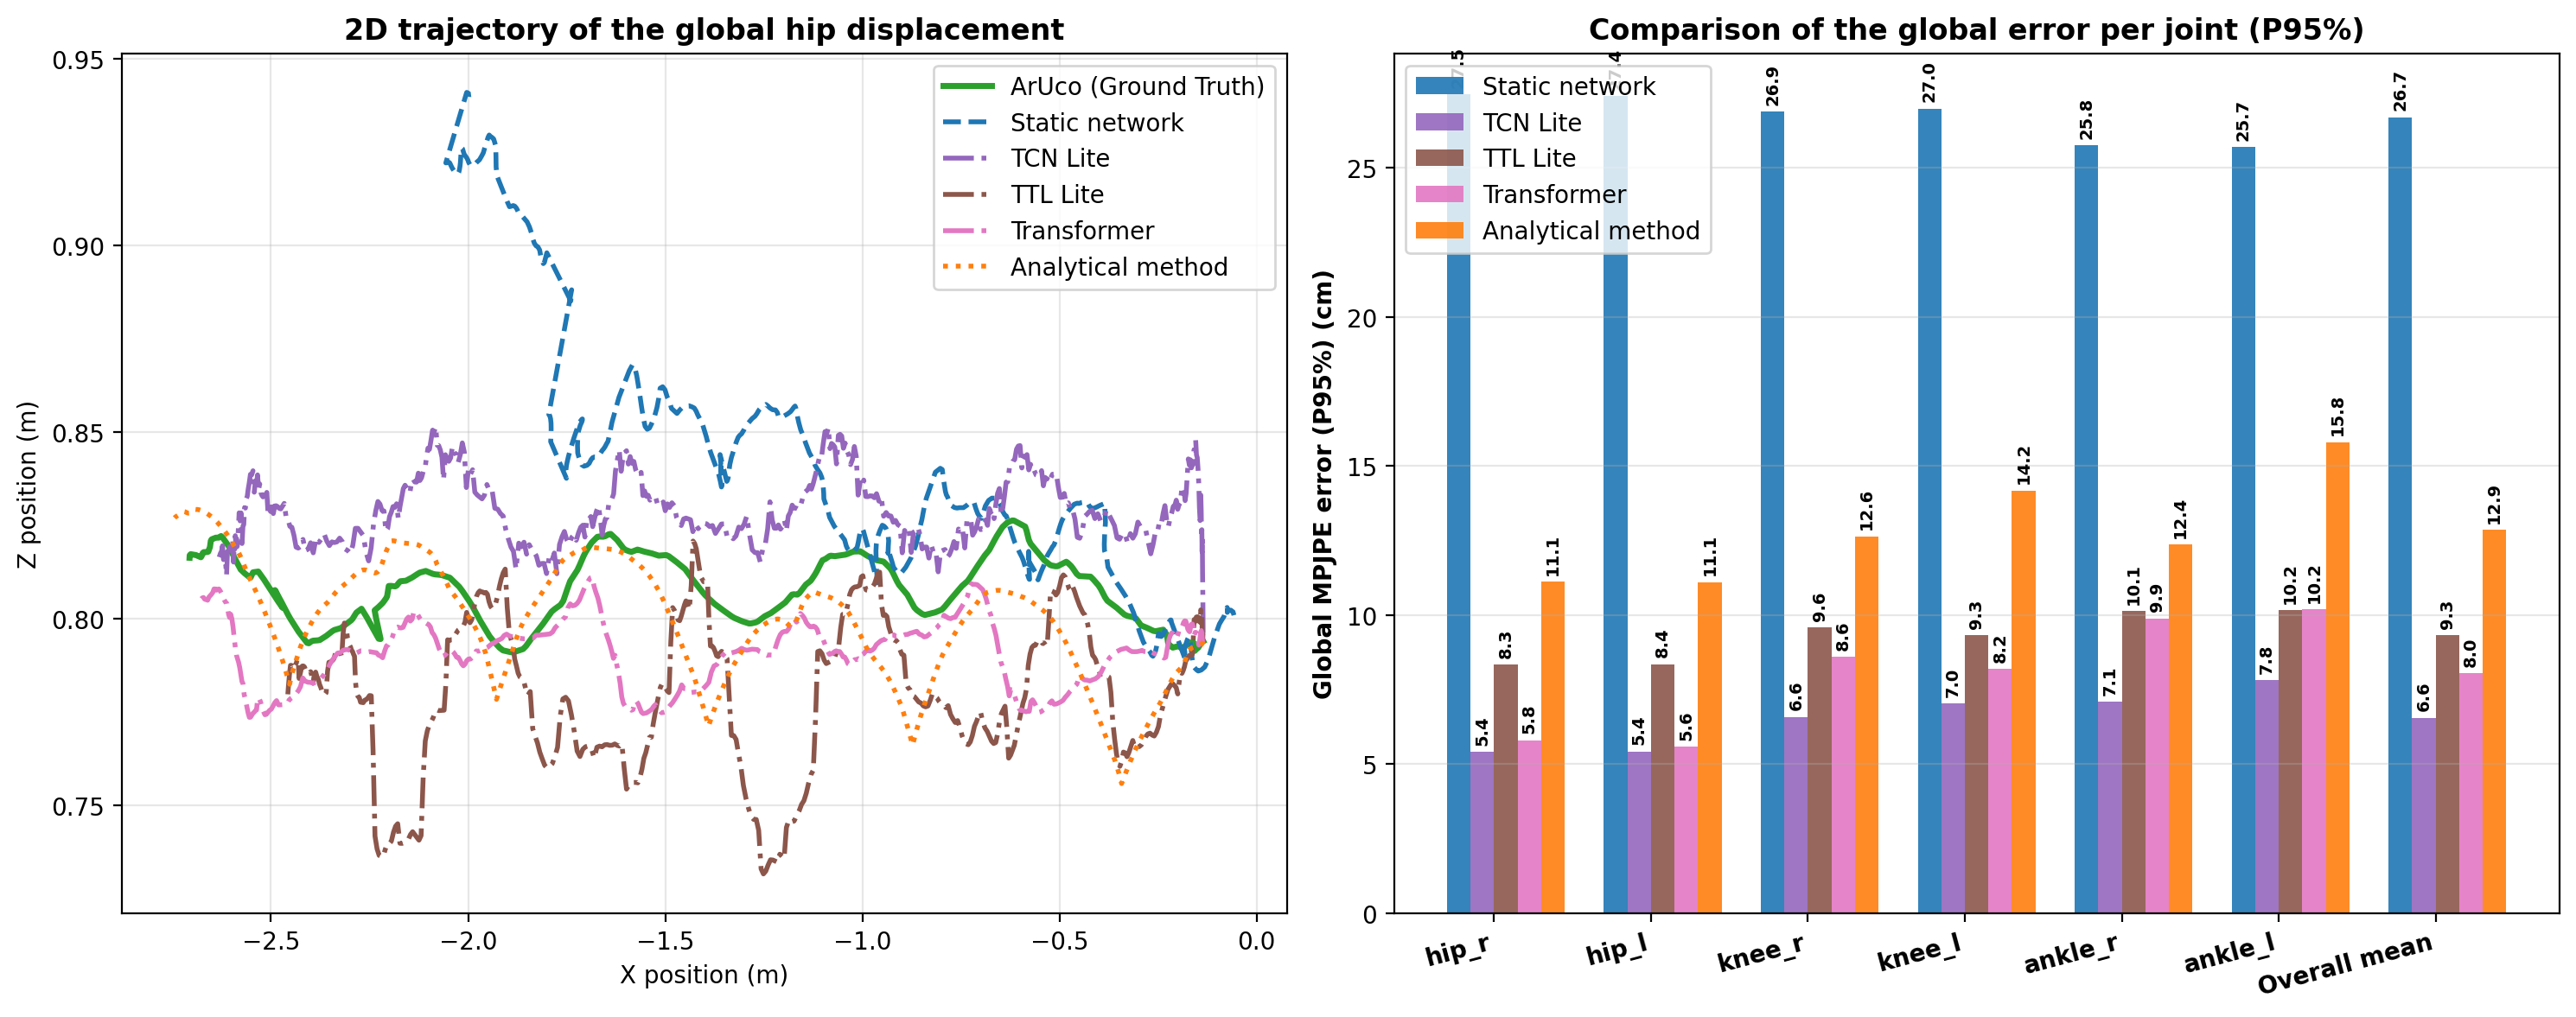 2D trajectory of the global hip displacement
0.95
0.90
0.85
0.80
0.75
Z position (m)
ArUco (Ground Truth)
Static network
TCN Lite
TTL Lite
Transformer
Analytical method
−2.5 −2.0 −1.5 −1.0 −0.5 0.0
X position (m)
Comparison of the global error per joint (P95%)
Global MPJPE error (P95%) (cm)
25
20
15
10
5
0
Static network
TCN Lite
TTL Lite
Transformer
Analytical method
5.4 8.3 5.8 11.1
5.4 8.4 5.6 11.1
26.9 6.6 9.6 8.6 12.6
27.0 7.0 9.3 8.2 14.2
25.8 7.1 10.1 9.9 12.4
25.7 7.8 10.2 10.2 15.8
26.7 6.6 9.3 8.0 12.9
hip_r hip_l knee_r knee_l ankle_r ankle_l Overall mean